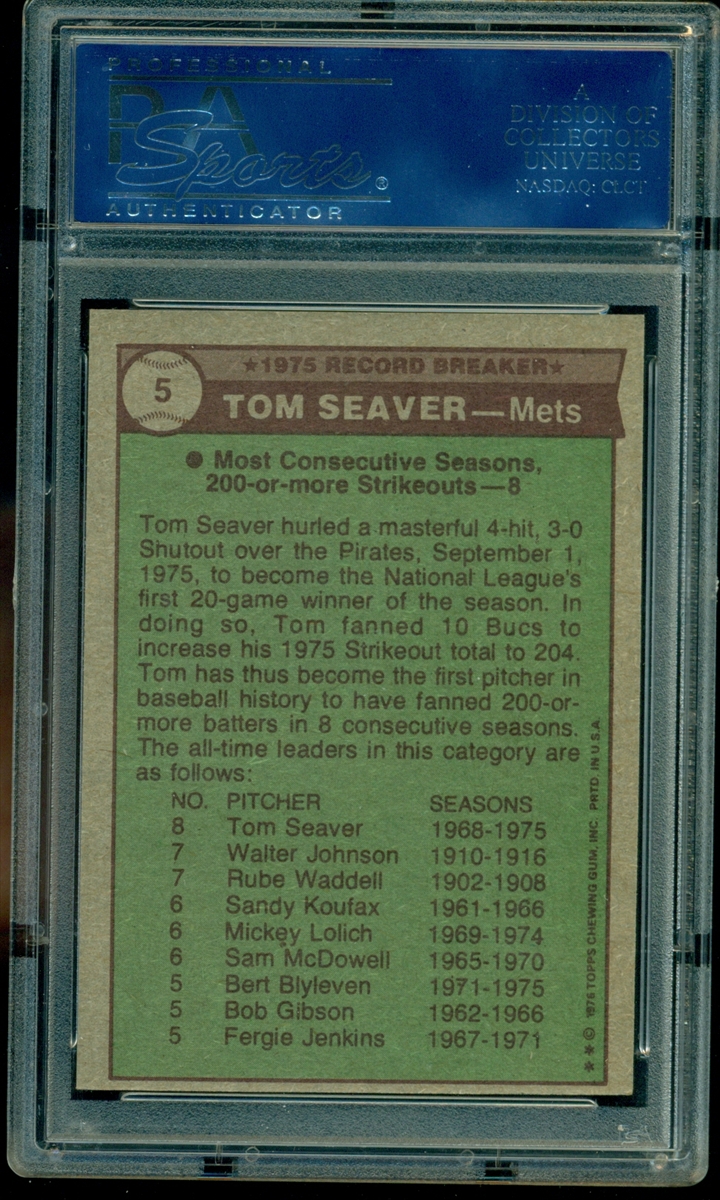 PROFESSIONAL
PSA
Sports®
AUTHENTICATOR
A
DIVISION OF
COLLECTORS
UNIVERSE
NASDAQ: CLCT
5
★1975 RECORD BREAKER★
TOM SEAVER—Mets
● Most Consecutive Seasons,
200-or-more Strikeouts—8
Tom Seaver hurled a masterful 4-hit, 3-0
Shutout over the Pirates, September 1,
1975, to become the National League's
first 20-game winner of the season. In
doing so, Tom fanned 10 Bucs to
increase his 1975 Strikeout total to 204.
Tom has thus become the first pitcher in
baseball history to have fanned 200-or-
more batters in 8 consecutive seasons.
The all-time leaders in this category are
as follows:
NO. PITCHER SEASONS
8 Tom Seaver 1968-1975
7 Walter Johnson 1910-1916
7 Rube Waddell 1902-1908
6 Sandy Koufax 1961-1966
6 Mickey Lolich 1969-1974
6 Sam McDowell 1965-1970
5 Bert Blyleven 1971-1975
5 Bob Gibson 1962-1966
5 Fergie Jenkins 1967-1971
★★© 1976 TOPPS CHEWING GUM, INC. PRTD. IN U.S.A.